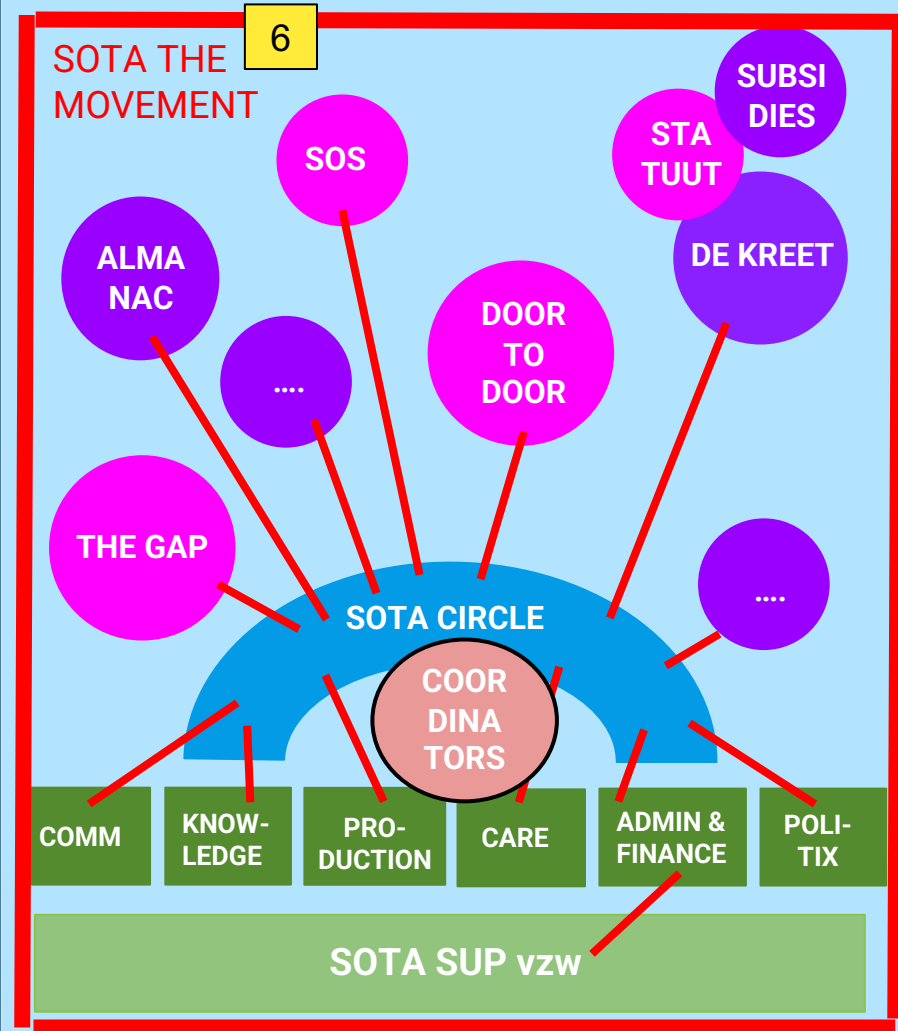 6
SOTA THE
MOVEMENT
SUBSI
DIES
STA
TUUT
SOS
DE KREET
ALMA
NAC
DOOR
TO
DOOR
....
THE GAP
....
SOTA CIRCLE
COOR
DINA
TORS
COMM
KNOW-
LEDGE
PRO-
DUCTION
CARE
ADMIN &
FINANCE
POLI-
TIX
SOTA SUP vzw